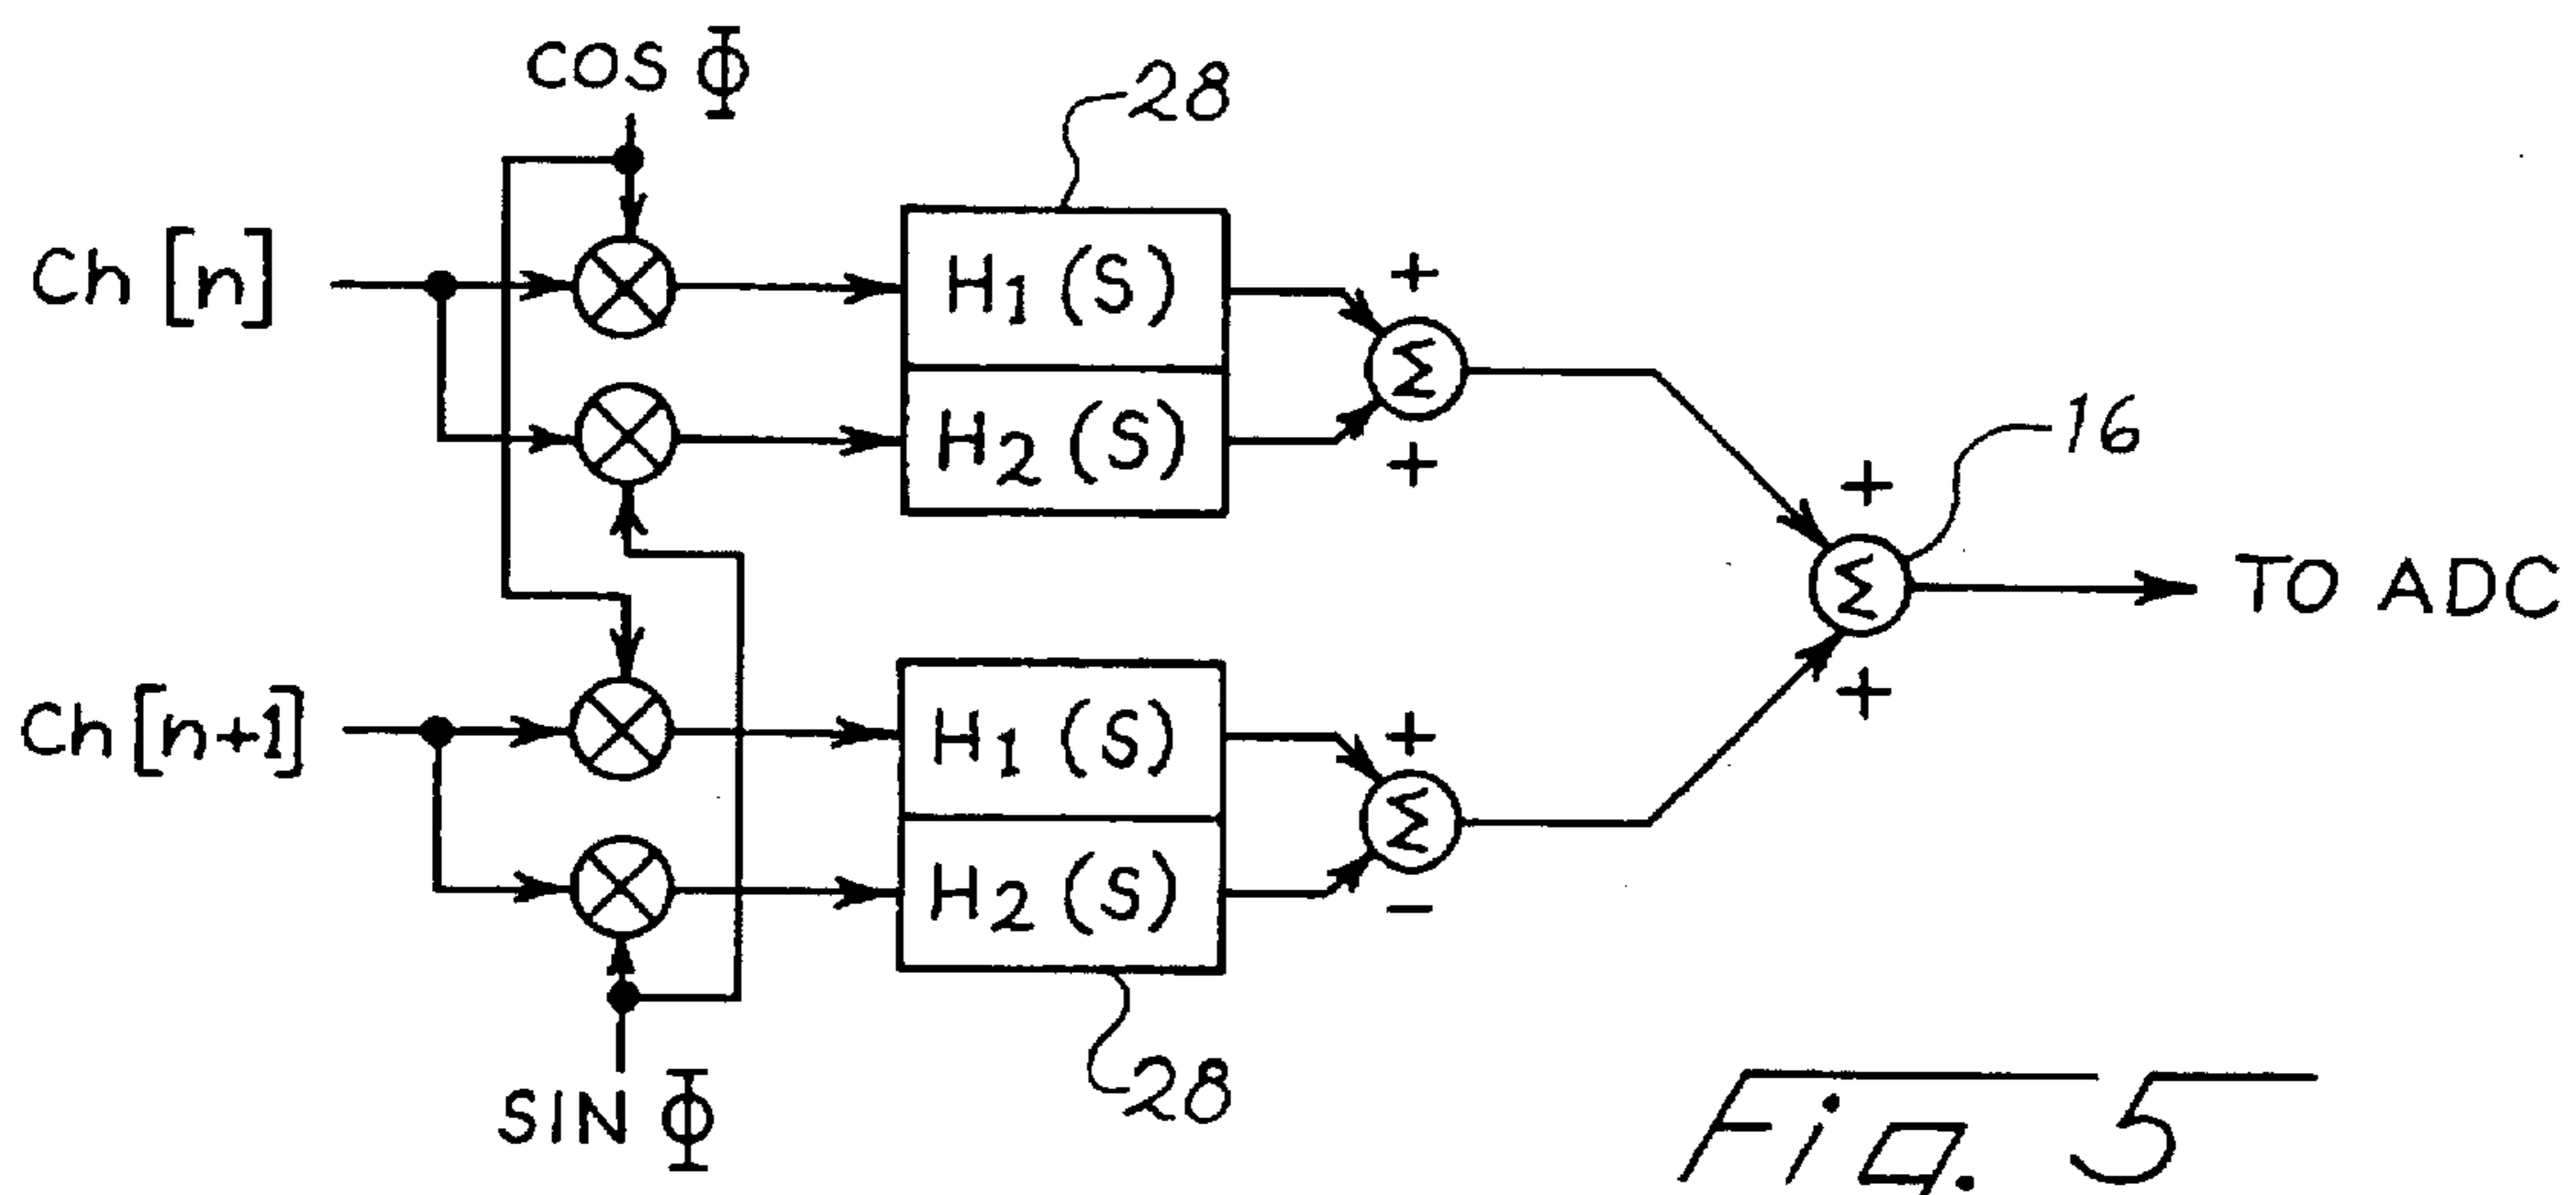 COS Φ
28
Ch [n]
H1 (S)
+
H2 (S)
Σ
+
16
+
Σ
TO ADC
+
Ch [n+1]
H1 (S)
+
Σ
H2 (S)
−
SIN Φ
28
Fig. 5